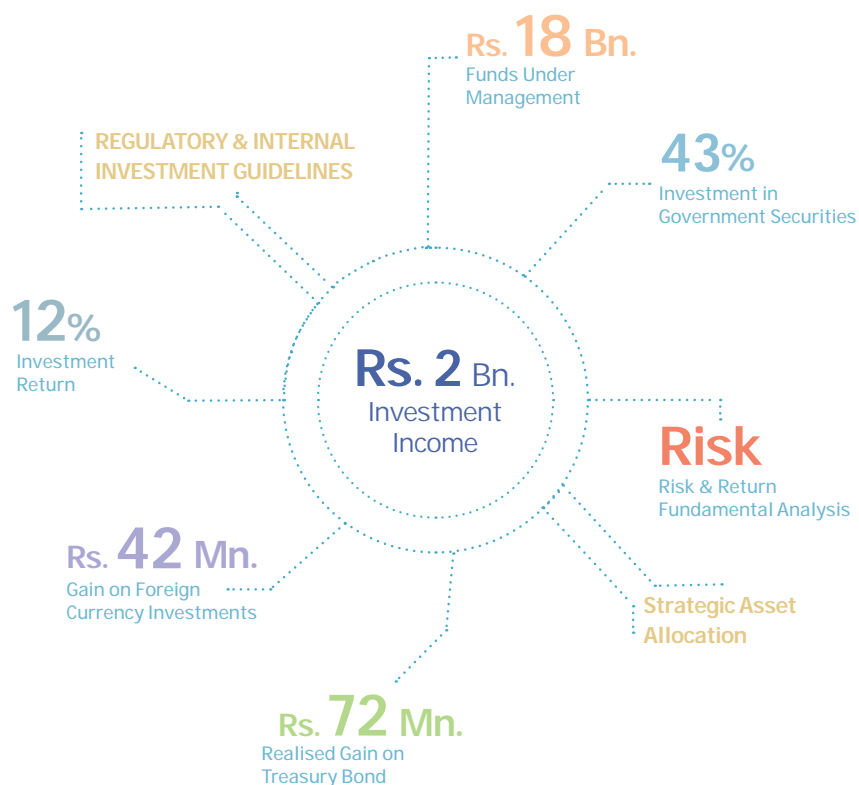 Rs. 18 Bn.
Funds Under
Management
REGULATORY & INTERNAL
INVESTMENT GUIDELINES
43%
Investment in
Government Securities
12%
Investment
Return
Rs. 2 Bn.
Investment
Income
Risk
Risk & Return
Fundamental Analysis
Rs. 42 Mn.
Gain on Foreign
Currency Investments
Strategic Asset
Allocation
Rs. 72 Mn.
Realised Gain on
Treasury Bond